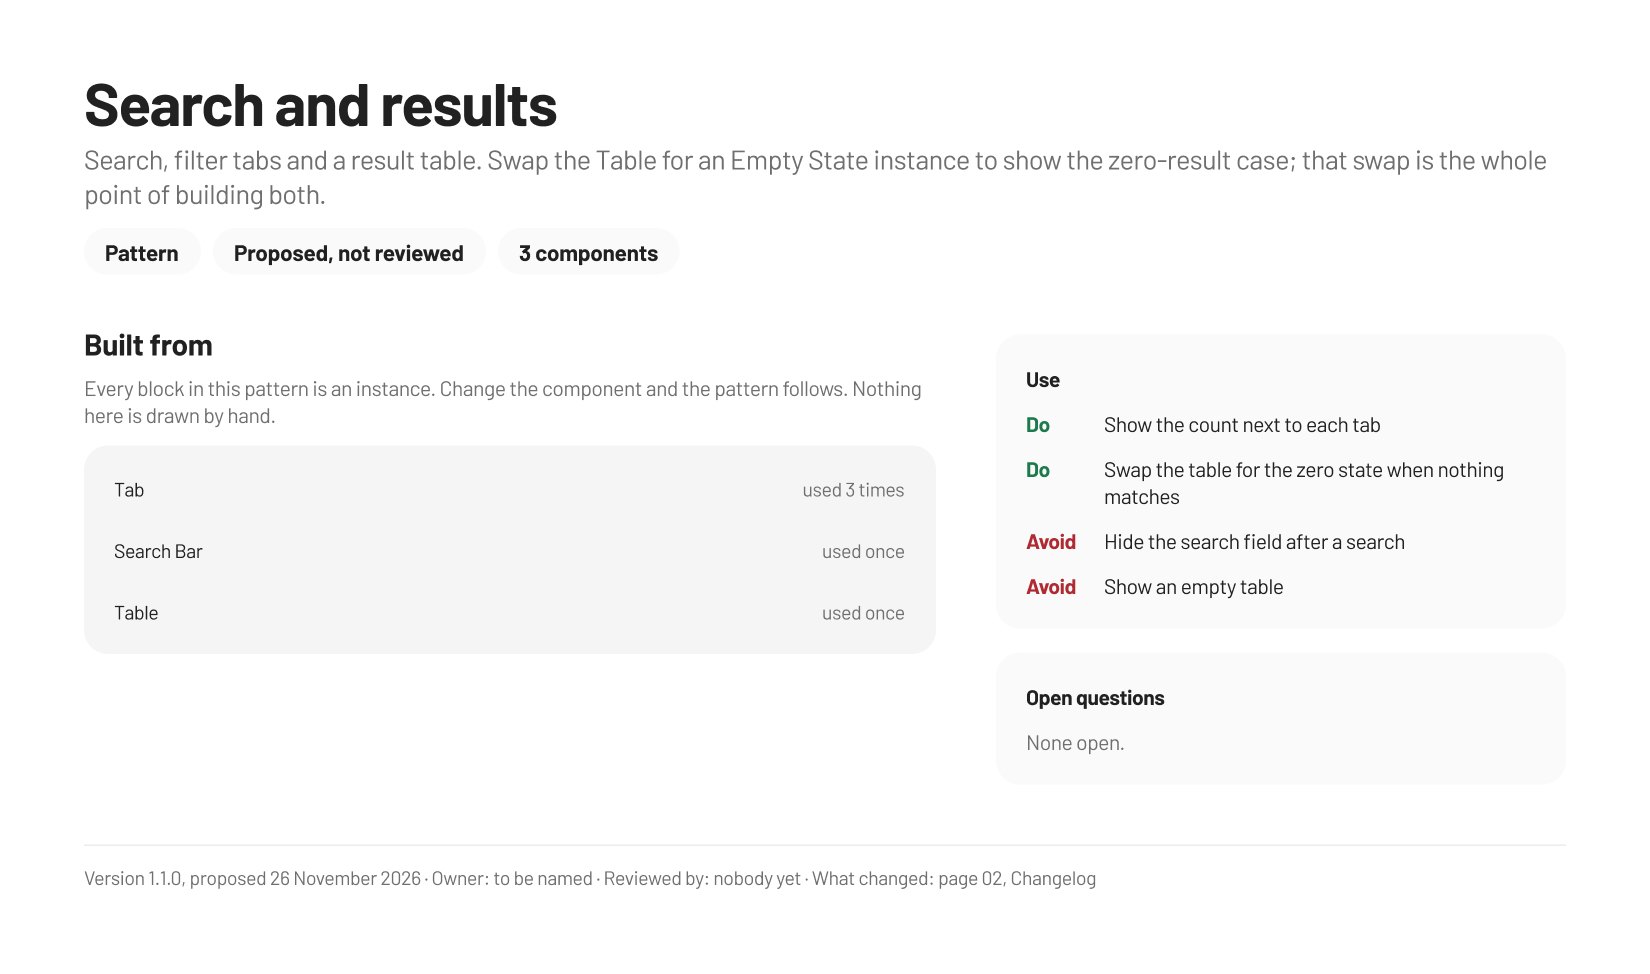 Search and results
Search, filter tabs and a result table. Swap the Table for an Empty State instance to show the zero-result case; that swap is the whole
point of building both.
Pattern
Proposed, not reviewed
3 components
Built from
Every block in this pattern is an instance. Change the component and the pattern follows. Nothing
here is drawn by hand.
Tab used 3 times
Search Bar used once
Table used once
Use
Do Show the count next to each tab
Do Swap the table for the zero state when nothing
matches
Avoid Hide the search field after a search
Avoid Show an empty table
Open questions
None open.
Version 1.1.0, proposed 26 November 2026 · Owner: to be named · Reviewed by: nobody yet · What changed: page 02, Changelog